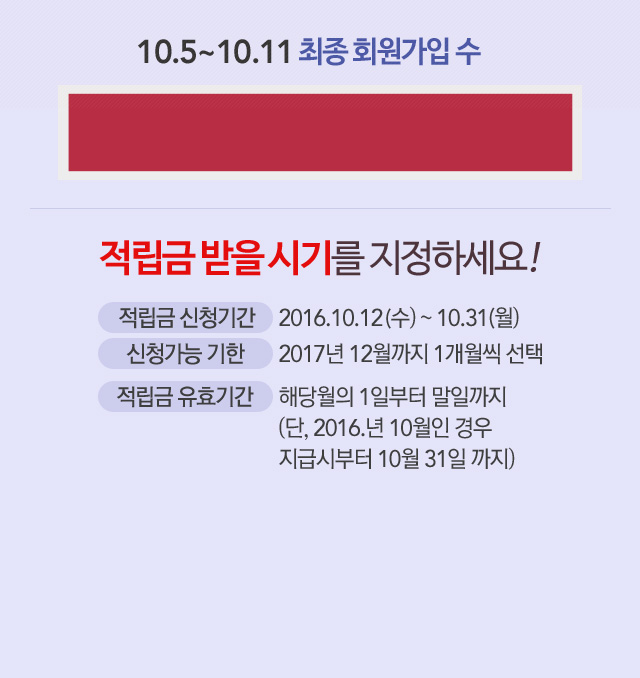 10.5~10.11 최종 회원가입 수
적립금 받을 시기를 지정하세요!
적립금 신청기간 2016.10.12(수) ~ 10.31(월)
신청가능 기한 2017년 12월까지 1개월씩 선택
적립금 유효기간 해당월의 1일부터 말일까지
(단, 2016.년 10월인 경우
지급시부터 10월 31일 까지)